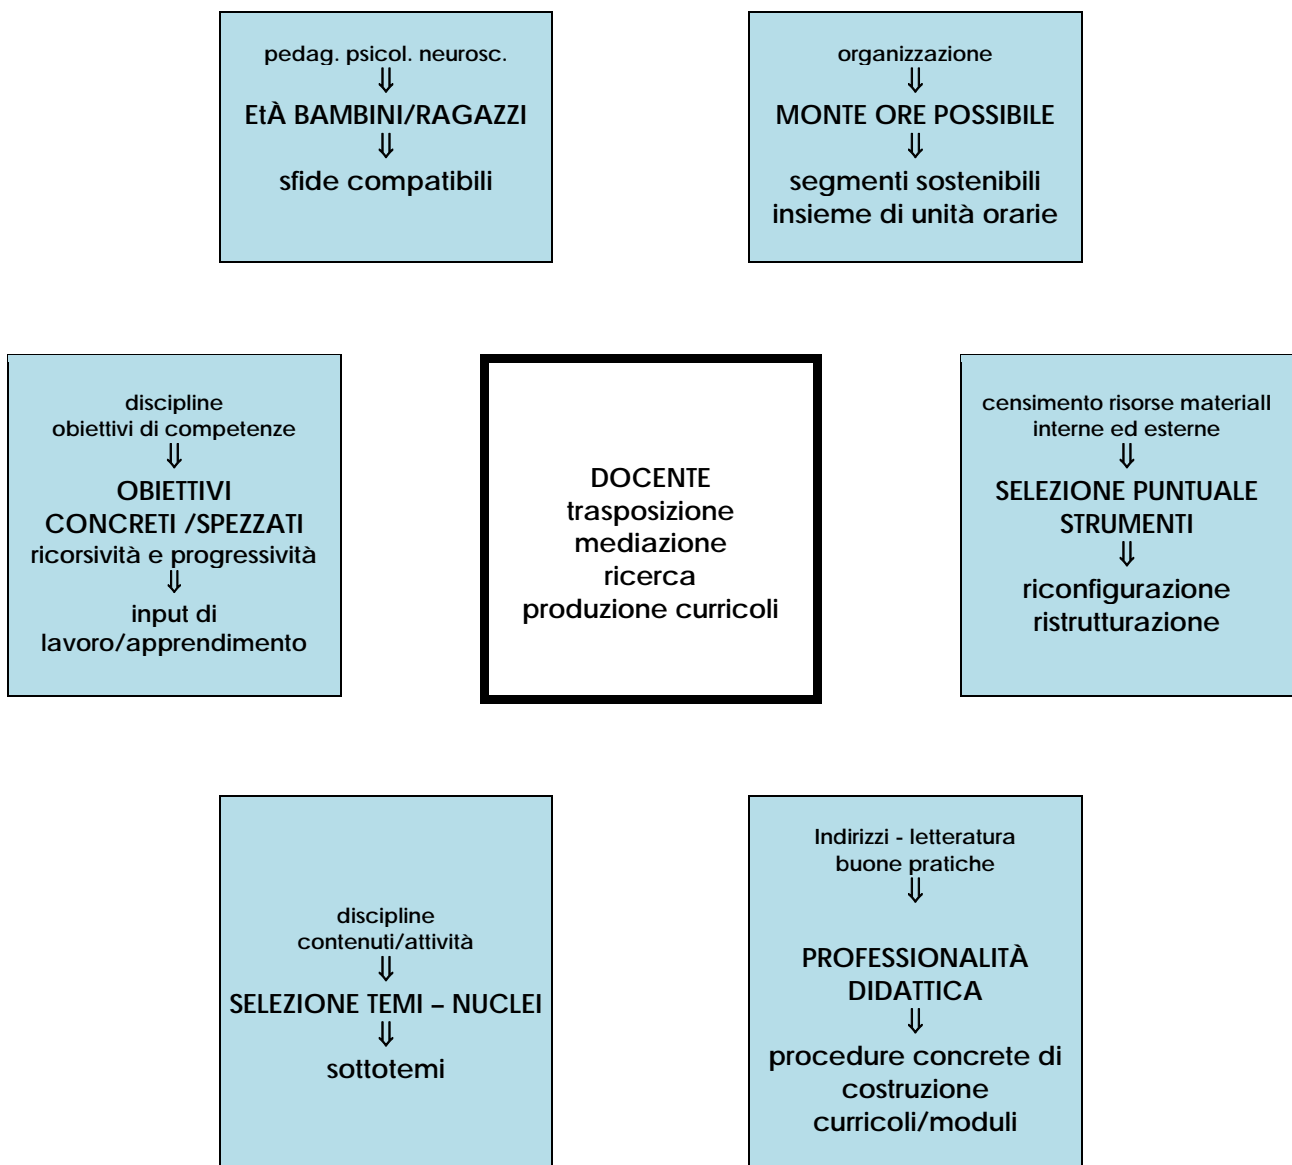 pedag. psicol. neurosc.
⇓
EtÀ BAMBINI/RAGAZZI
⇓
sfide compatibili
organizzazione
⇓
MONTE ORE POSSIBILE
⇓
segmenti sostenibili
insieme di unità orarie
discipline
obiettivi di competenze
⇓
OBIETTIVI
CONCRETI /SPEZZATI
ricorsività e progressività
⇓
input di
lavoro/apprendimento
DOCENTE
trasposizione
mediazione
ricerca
produzione curricoli
censimento risorse materialI
interne ed esterne
⇓
SELEZIONE PUNTUALE
STRUMENTI
⇓
riconfigurazione
ristrutturazione
discipline
contenuti/attività
⇓
SELEZIONE TEMI – NUCLEI
⇓
sottotemi
Indirizzi - letteratura
buone pratiche
⇓
PROFESSIONALITÀ
DIDATTICA
⇓
procedure concrete di
costruzione
curricoli/moduli